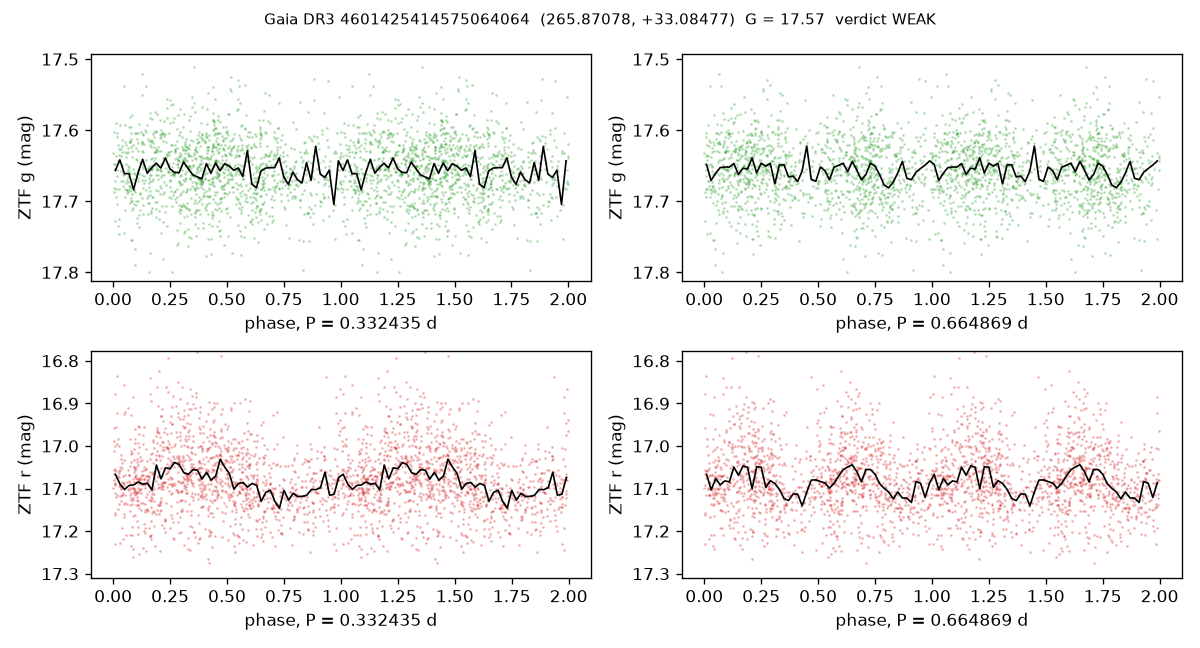 Gaia DR3 4601425414575064064 (265.87078, +33.08477) G = 17.57 verdict WEAK
17.5
17.6
17.7
17.8
ZTF g (mag)
0.00 0.25 0.50 0.75 1.00 1.25 1.50 1.75 2.00
phase, P = 0.332435 d
17.5
17.6
17.7
17.8
ZTF g (mag)
0.00 0.25 0.50 0.75 1.00 1.25 1.50 1.75 2.00
phase, P = 0.664869 d
16.8
16.9
17.0
17.1
17.2
17.3
ZTF r (mag)
0.00 0.25 0.50 0.75 1.00 1.25 1.50 1.75 2.00
phase, P = 0.332435 d
16.8
16.9
17.0
17.1
17.2
17.3
ZTF r (mag)
0.00 0.25 0.50 0.75 1.00 1.25 1.50 1.75 2.00
phase, P = 0.664869 d